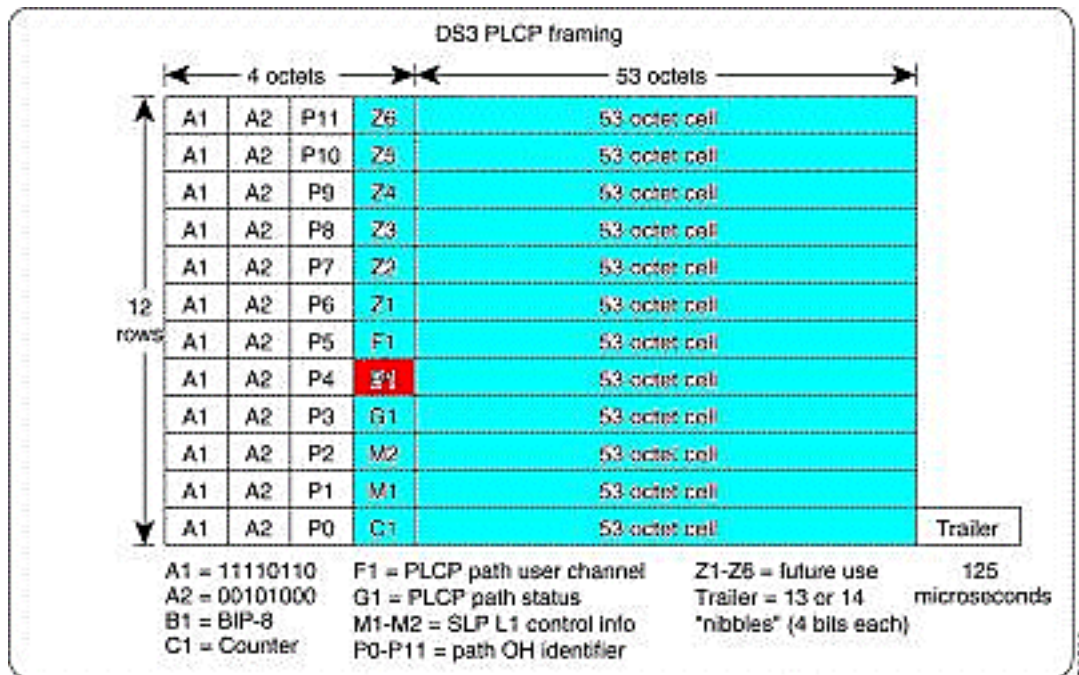 DS3 PLCP framing
4 octets 53 octets
A1 A2 P11 Z6 53 octet cell
A1 A2 P10 Z5 53 octet cell
A1 A2 P9 Z4 53 octet cell
A1 A2 P8 Z3 53 octet cell
A1 A2 P7 Z2 53 octet cell
12 rows
A1 A2 P6 Z1 53 octet cell
A1 A2 P5 F1 53 octet cell
A1 A2 P4 B1 53 octet cell
A1 A2 P3 G1 53 octet cell
A1 A2 P2 M2 53 octet cell
A1 A2 P1 M1 53 octet cell
A1 A2 P0 C1 53 octet cell Trailer
A1 = 11110110 F1 = PLCP path user channel Z1-Z6 = future use 125
A2 = 00101000 G1 = PLCP path status Trailer = 13 or 14 microseconds
B1 = BIP-8 M1-M2 = SLP L1 control info "nibbles" (4 bits each)
C1 = Counter P0-P11 = path OH identifier